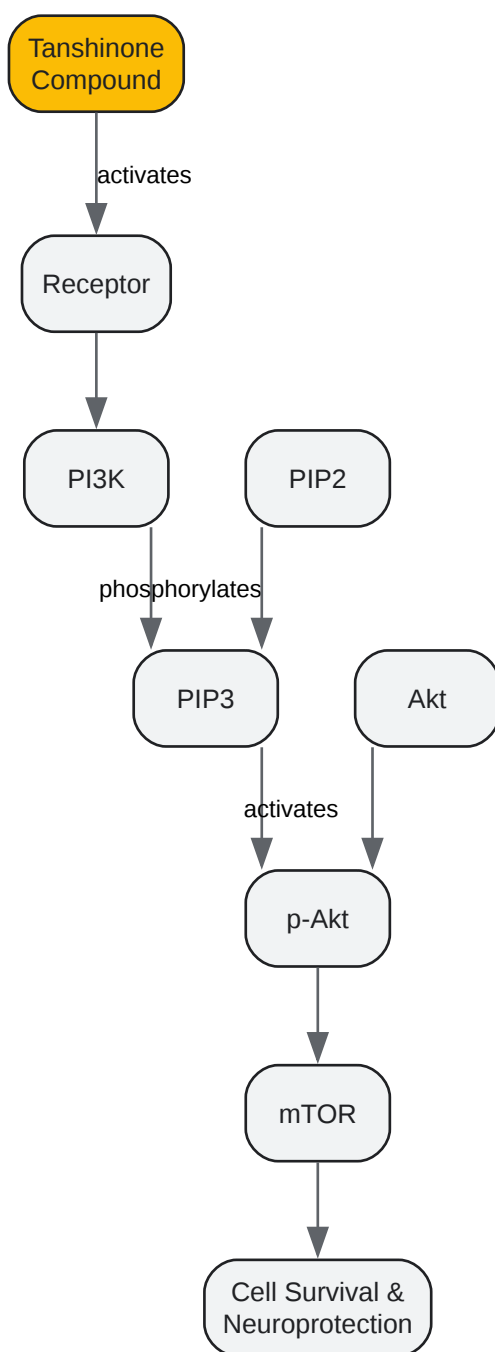 Tanshinone
Compound
activates
Receptor
PI3K
PIP2
phosphorylates
PIP3
Akt
activates
p-Akt
mTOR
Cell Survival &
Neuroprotection